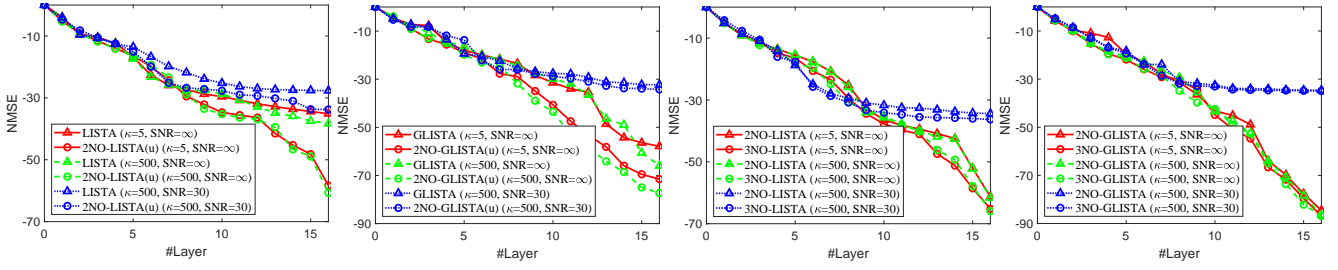 -10
-30
-50
-70
NMSE
0
5
10
15
#Layer
LISTA (κ=5, SNR=∞)
2NO-LISTA(u) (κ=5, SNR=∞)
LISTA (κ=500, SNR=∞)
2NO-LISTA(u) (κ=500, SNR=∞)
LISTA (κ=500, SNR=30)
2NO-LISTA(u) (κ=500, SNR=30)
-10
-30
-50
-70
-90
NMSE
0
5
10
15
#Layer
GLISTA (κ=5, SNR=∞)
2NO-GLISTA(u) (κ=5, SNR=∞)
GLISTA (κ=500, SNR=∞)
2NO-GLISTA(u) (κ=500, SNR=∞)
GLISTA (κ=500, SNR=30)
2NO-GLISTA(u) (κ=500, SNR=30)
-10
-30
-50
-70
NMSE
0
5
10
15
#Layer
2NO-LISTA (κ=5, SNR=∞)
3NO-LISTA (κ=5, SNR=∞)
2NO-LISTA (κ=500, SNR=∞)
3NO-LISTA (κ=500, SNR=∞)
2NO-LISTA (κ=500, SNR=30)
3NO-LISTA (κ=500, SNR=30)
-10
-30
-50
-70
-90
NMSE
0
5
10
15
#Layer
2NO-GLISTA (κ=5, SNR=∞)
3NO-GLISTA (κ=5, SNR=∞)
2NO-GLISTA (κ=500, SNR=∞)
3NO-GLISTA (κ=500, SNR=∞)
2NO-GLISTA (κ=500, SNR=30)
3NO-GLISTA (κ=500, SNR=30)